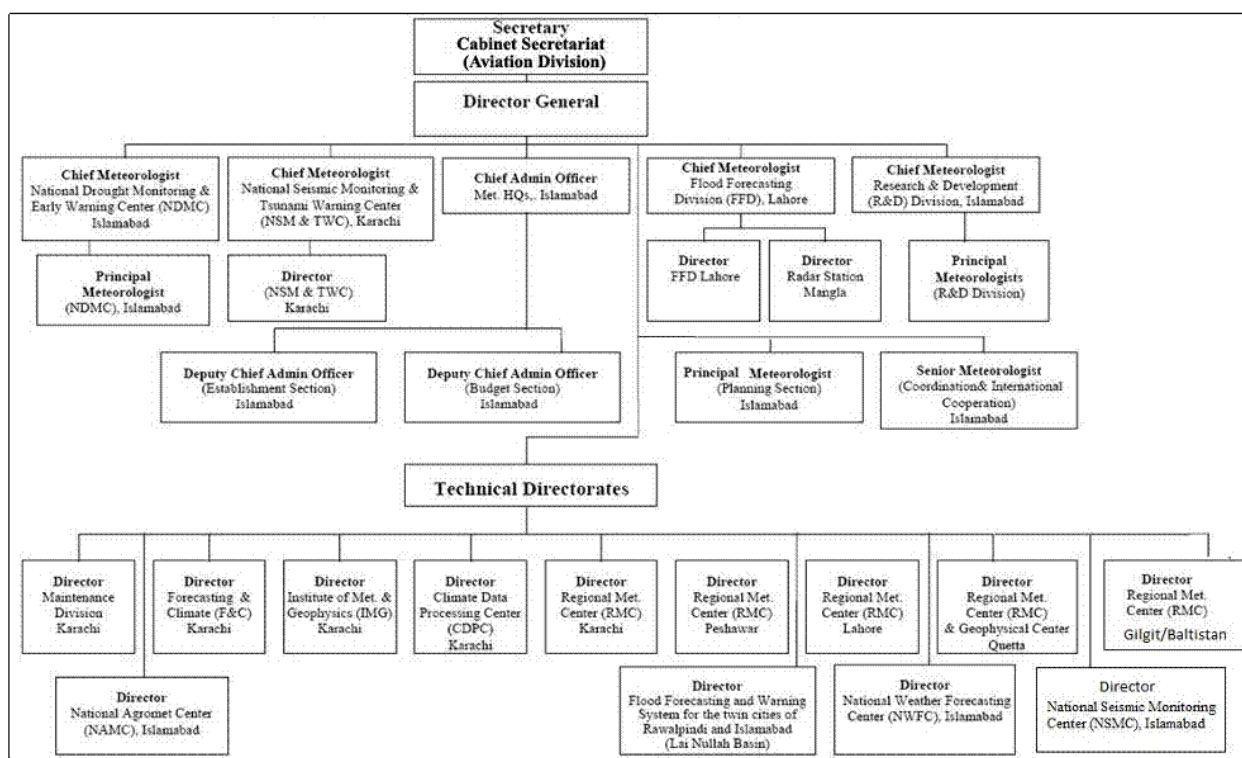 Secretary
Cabinet Secretariat
(Aviation Division)
Director General
Chief Meteorologist
National Drought Monitoring &
Early Warning Center (NDMC)
Islamabad
Chief Meteorologist
National Seismic Monitoring &
Tsunami Warning Center
(NSM & TWC), Karachi
Chief Admin Officer
Met. HQs,. Islamabad
Chief Meteorologist
Flood Forecasting
Division (FFD), Lahore
Chief Meteorologist
Research & Development
(R&D) Division, Islamabad
Principal
Meteorologist
(NDMC), Islamabad
Director
(NSM & TWC)
Karachi
Director
FFD Lahore
Director
Radar Station
Mangla
Principal
Meteorologists
(R&D Division)
Deputy Chief Admin Officer
(Establishment Section)
Islamabad
Deputy Chief Admin Officer
(Budget Section)
Islamabad
Principal Meteorologist
(Planning Section)
Islamabad
Senior Meteorologist
(Coordination& International
Cooperation)
Islamabad
Technical Directorates
Director
Maintenance
Division
Karachi
Director
Forecasting &
Climate (F&C)
Karachi
Director
Institute of Met. &
Geophysics (IMG)
Karachi
Director
Climate Data
Processing Center
(CDPC)
Karachi
Director
Regional Met.
Center (RMC)
Karachi
Director
Regional Met.
Center (RMC)
Peshawar
Director
Regional Met.
Center (RMC)
Lahore
Director
Regional Met.
Center (RMC)
& Geophysical Center
Quetta
Director
Regional Met.
Center (RMC)
Gilgit/Baltistan
Director
National Agromet Center
(NAMC), Islamabad
Director
Flood Forecasting and Warning
System for the twin cities of
Rawalpindi and Islamabad
(Lai Nullah Basin)
Director
National Weather Forecasting
Center (NWFC), Islamabad
Director
National Seismic Monitoring
Center (NSMC), Islamabad